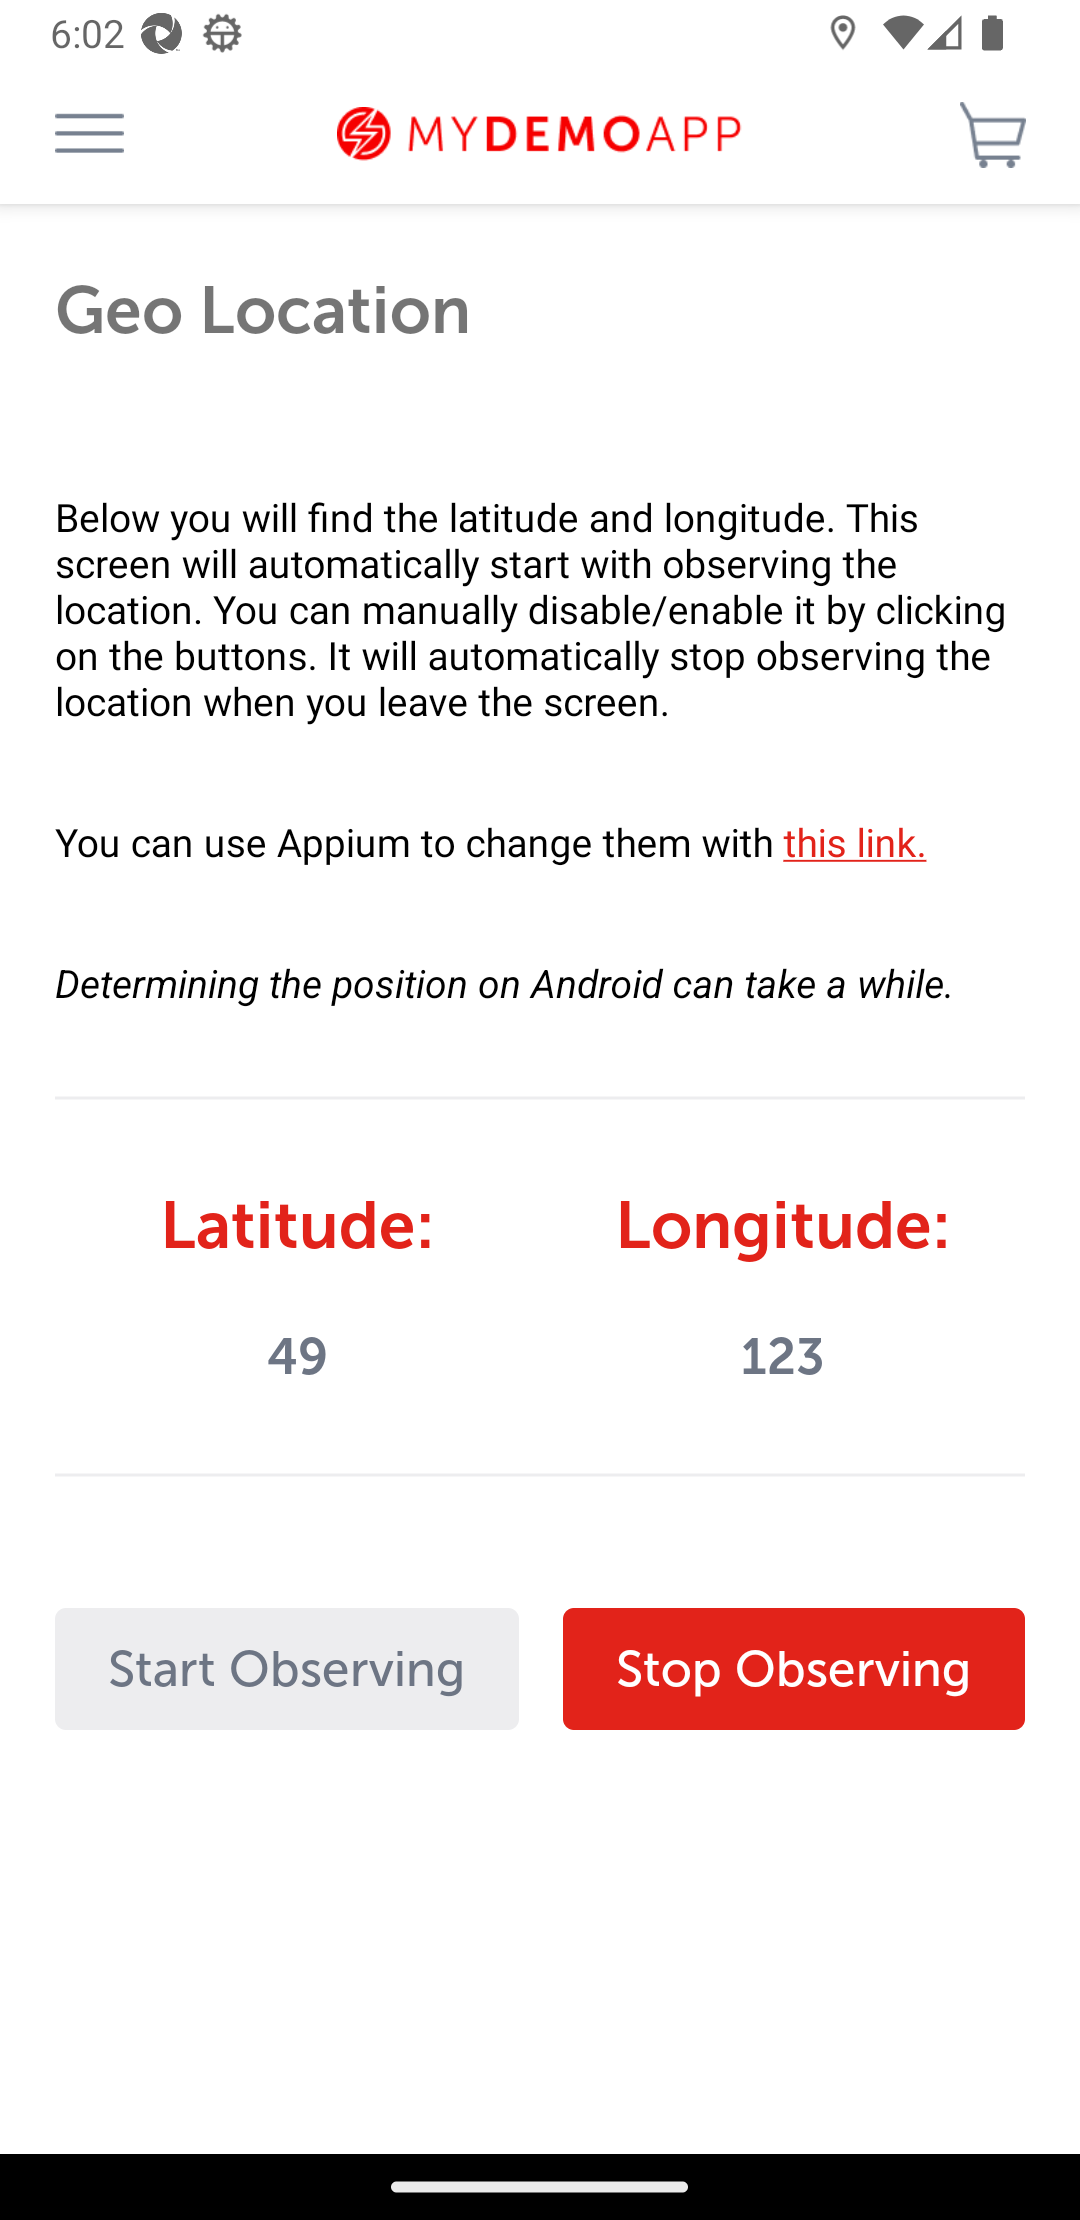 6:02
MYDEMOAPP
Geo Location
Below you will find the latitude and longitude. This
screen will automatically start with observing the
location. You can manually disable/enable it by clicking
on the buttons. It will automatically stop observing the
location when you leave the screen.
You can use Appium to change them with this link.
Determining the position on Android can take a while.
Latitude: Longitude:
49 123
Start Observing Stop Observing